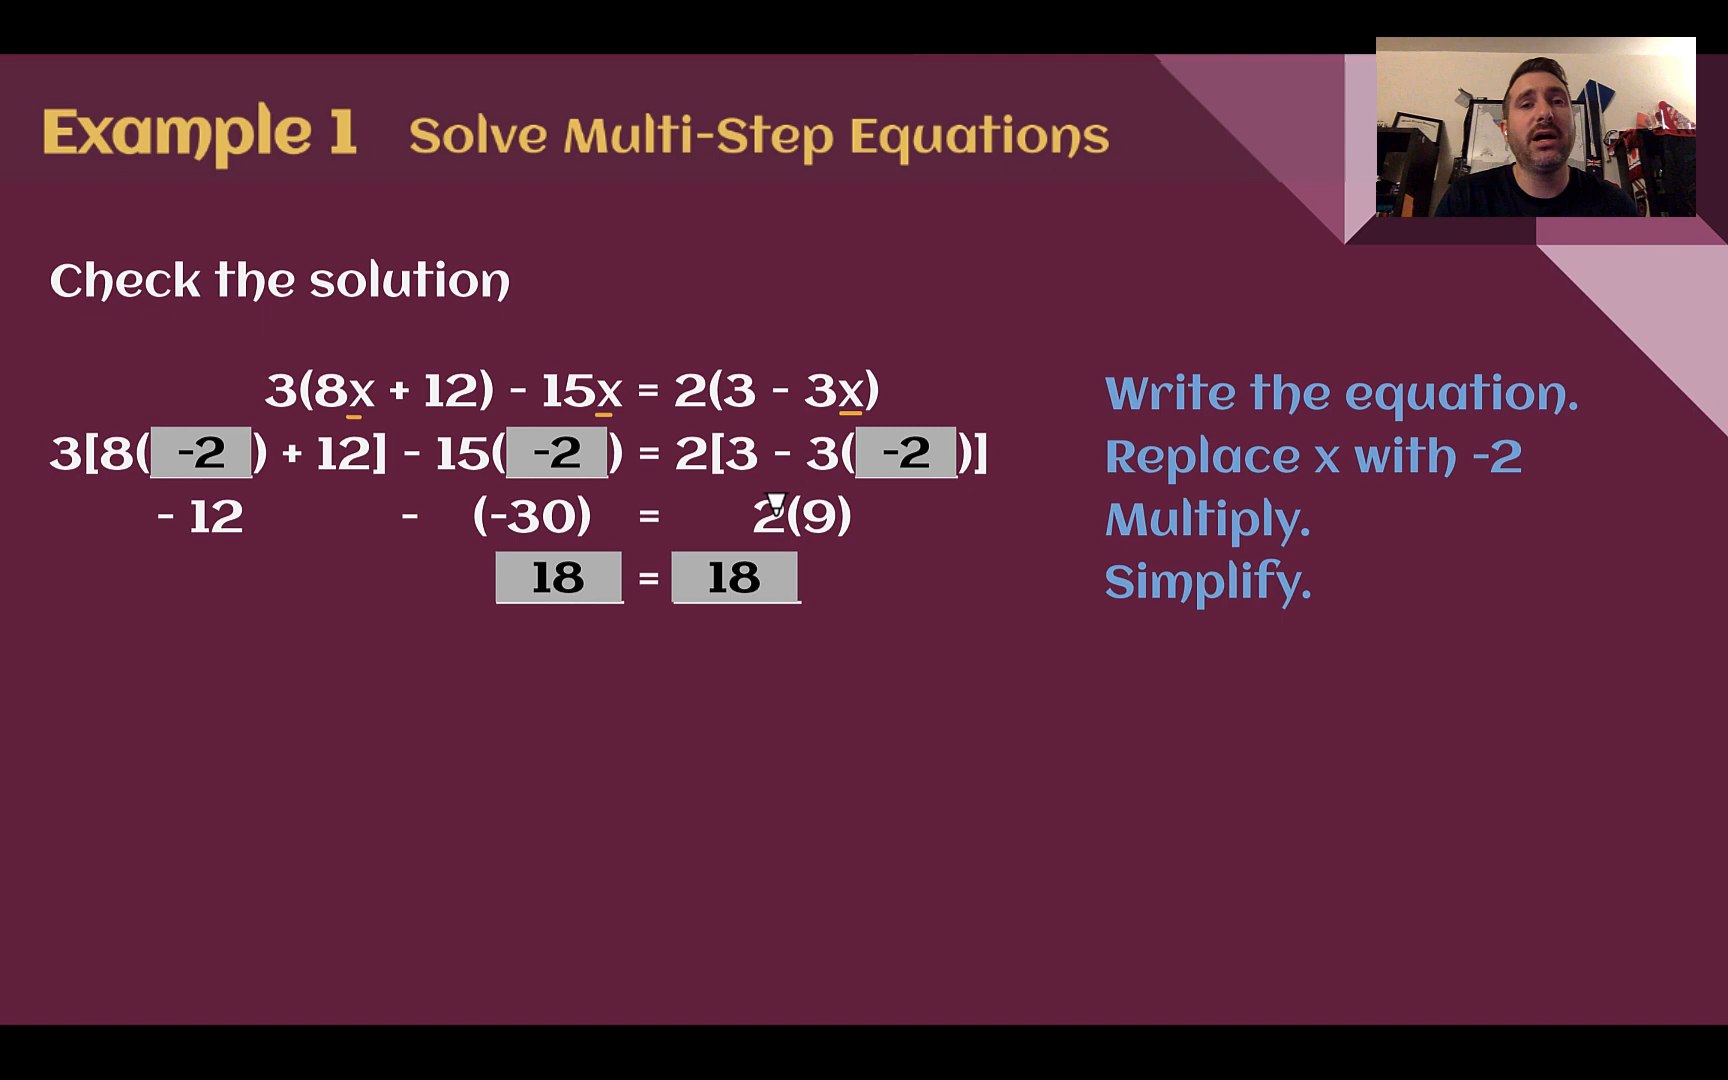 Example 1 Solve Multi-Step Equations
Check the solution
3(8x + 12) - 15x = 2(3 - 3x) Write the equation.
3[8( -2 ) + 12] - 15( -2 ) = 2[3 - 3( -2 )] Replace x with -2
- 12 - (-30) = 2(9) Multiply.
18 = 18 Simplify.